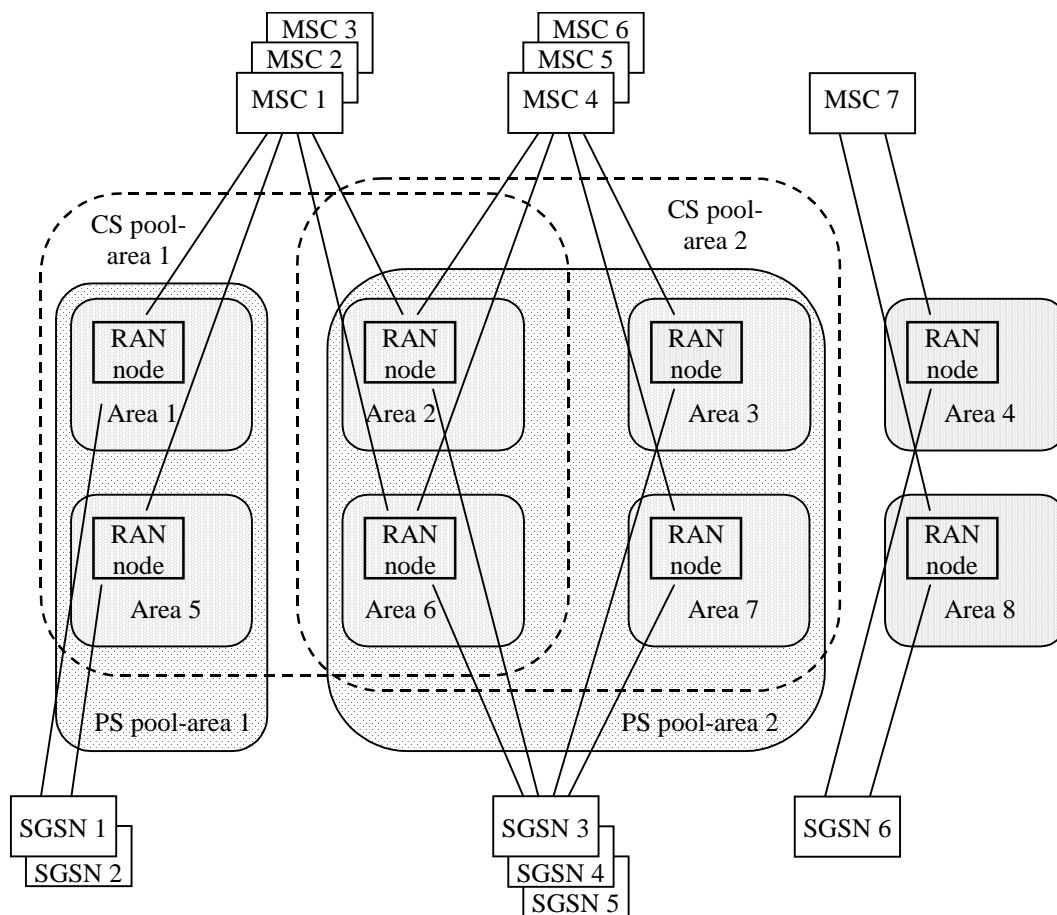 MSC 3
MSC 6
MSC 2
MSC 5
MSC 1
MSC 4
MSC 7
CS pool-
area 1
CS pool-
area 2
RAN
node
RAN
node
RAN
node
RAN
node
Area 1
Area 2
Area 3
Area 4
RAN
node
RAN
node
RAN
node
RAN
node
Area 5
Area 6
Area 7
Area 8
PS pool-area 1
PS pool-area 2
SGSN 1
SGSN 3
SGSN 6
SGSN 2
SGSN 4
SGSN 5